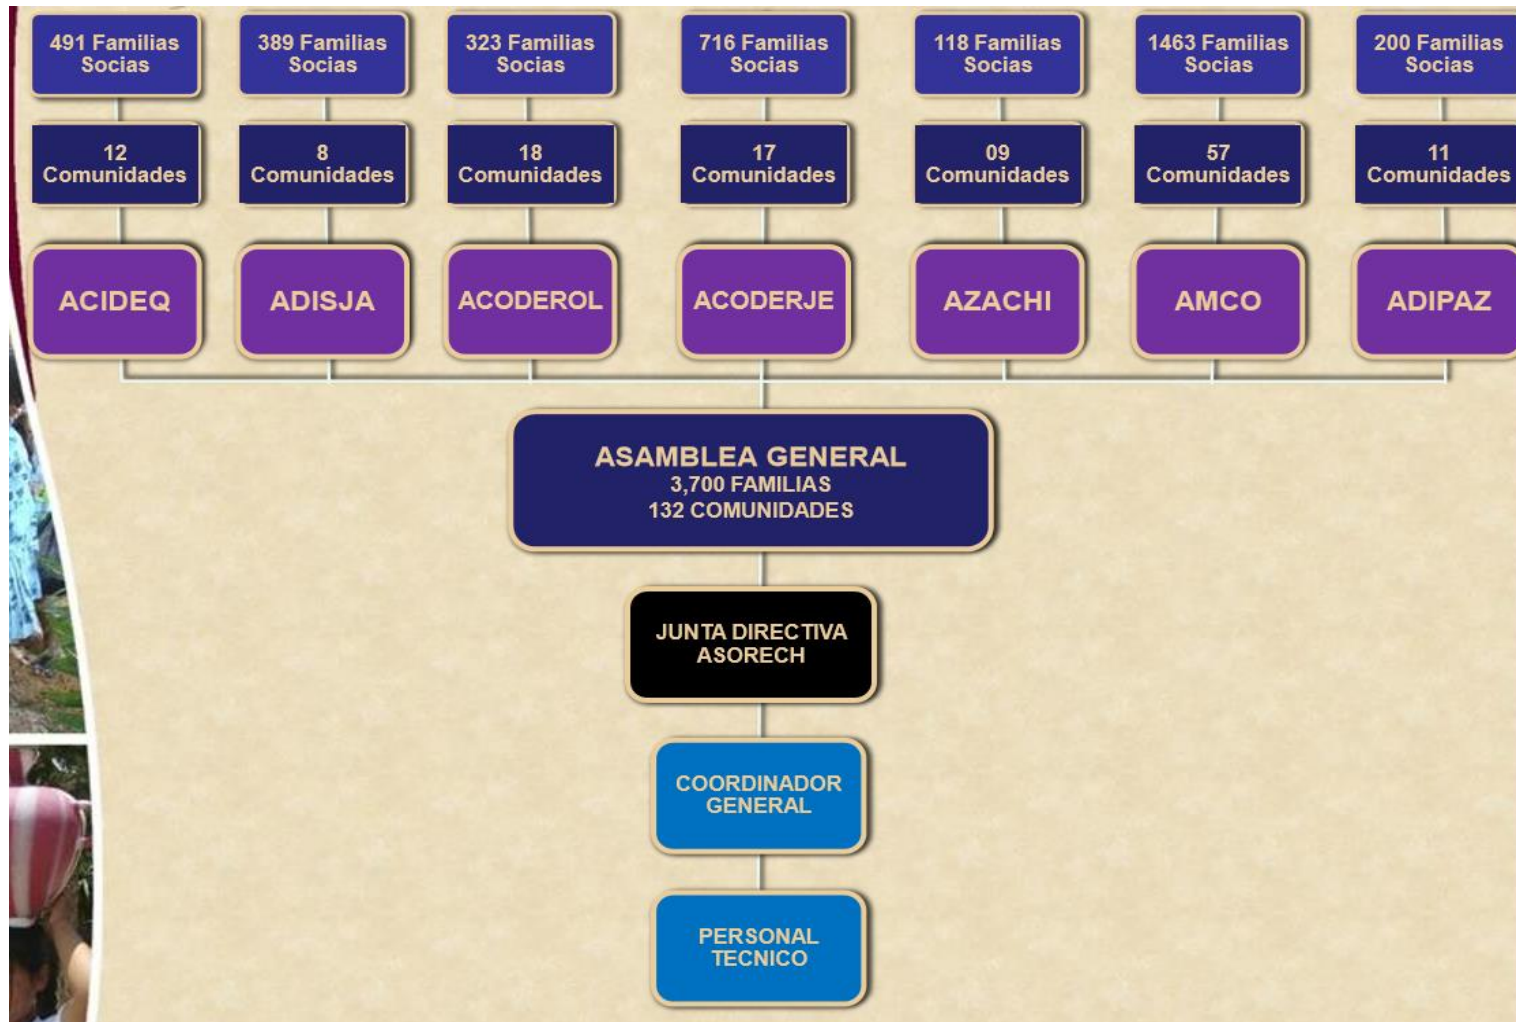 491 Familias
Socias
389 Familias
Socias
323 Familias
Socias
716 Familias
Socias
118 Familias
Socias
1463 Familias
Socias
200 Familias
Socias
12
Comunidades
8
Comunidades
18
Comunidades
17
Comunidades
09
Comunidades
57
Comunidades
11
Comunidades
ACIDEQ
ADISJA
ACODEROL
ACODERJE
AZACHI
AMCO
ADIPAZ
ASAMBLEA GENERAL
3,700 FAMILIAS
132 COMUNIDADES
JUNTA DIRECTIVA
ASORECH
COORDINADOR
GENERAL
PERSONAL
TECNICO